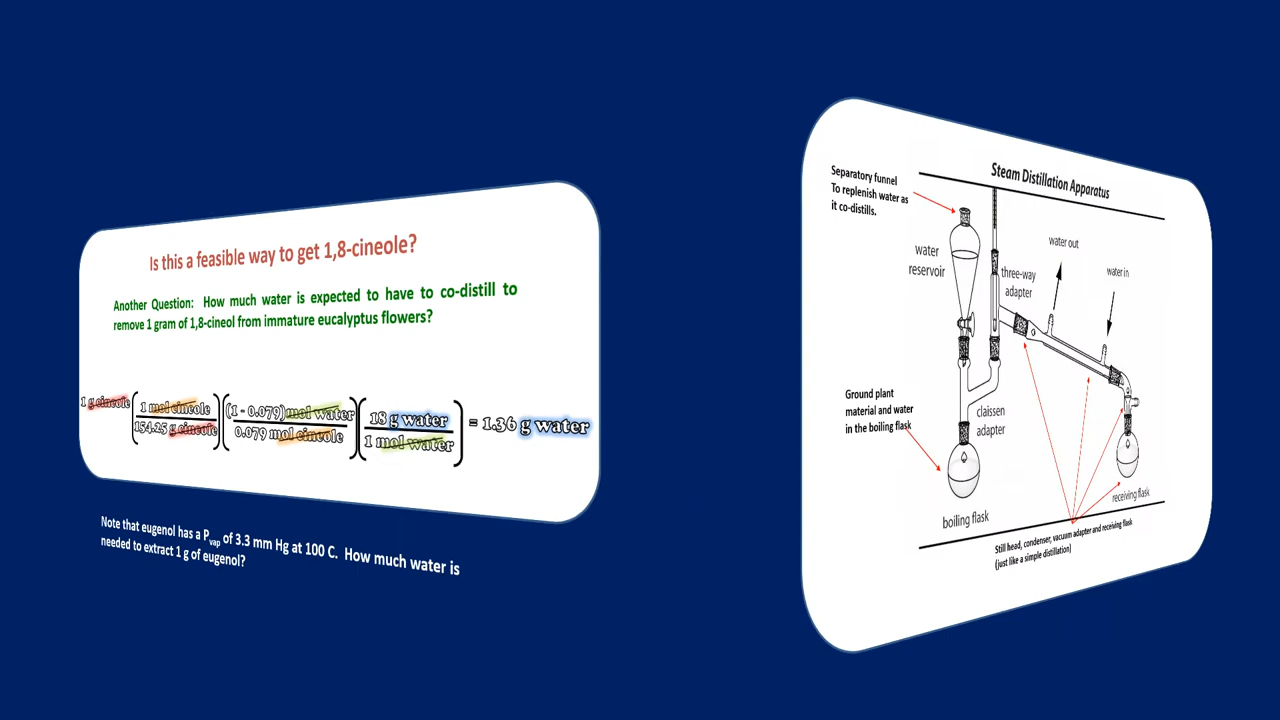 Is this a feasible way to get 1,8-cineole?
Another Question: How much water is expected to have to co-distill to
remove 1 gram of 1,8-cineol from immature eucalyptus flowers?
1 g cineole (1 mol cineole / 154.25 g cineole) ((1 - 0.079) mol water / 0.079 mol cineole) (18 g water / 1 mol water) = 1.36 g water
Note that eugenol has a Pvap of 3.3 mm Hg at 100 C. How much water is
needed to extract 1 g of eugenol?
Steam Distillation Apparatus
Separatory funnel
To replenish water as
it co-distills.
water
reservoir
three-way
adapter
water out
water in
Ground plant
material and water
in the boiling flask
claissen
adapter
boiling flask
receiving flask
Still head, condenser, vacuum adapter and receiving flask
(just like a simple distillation)